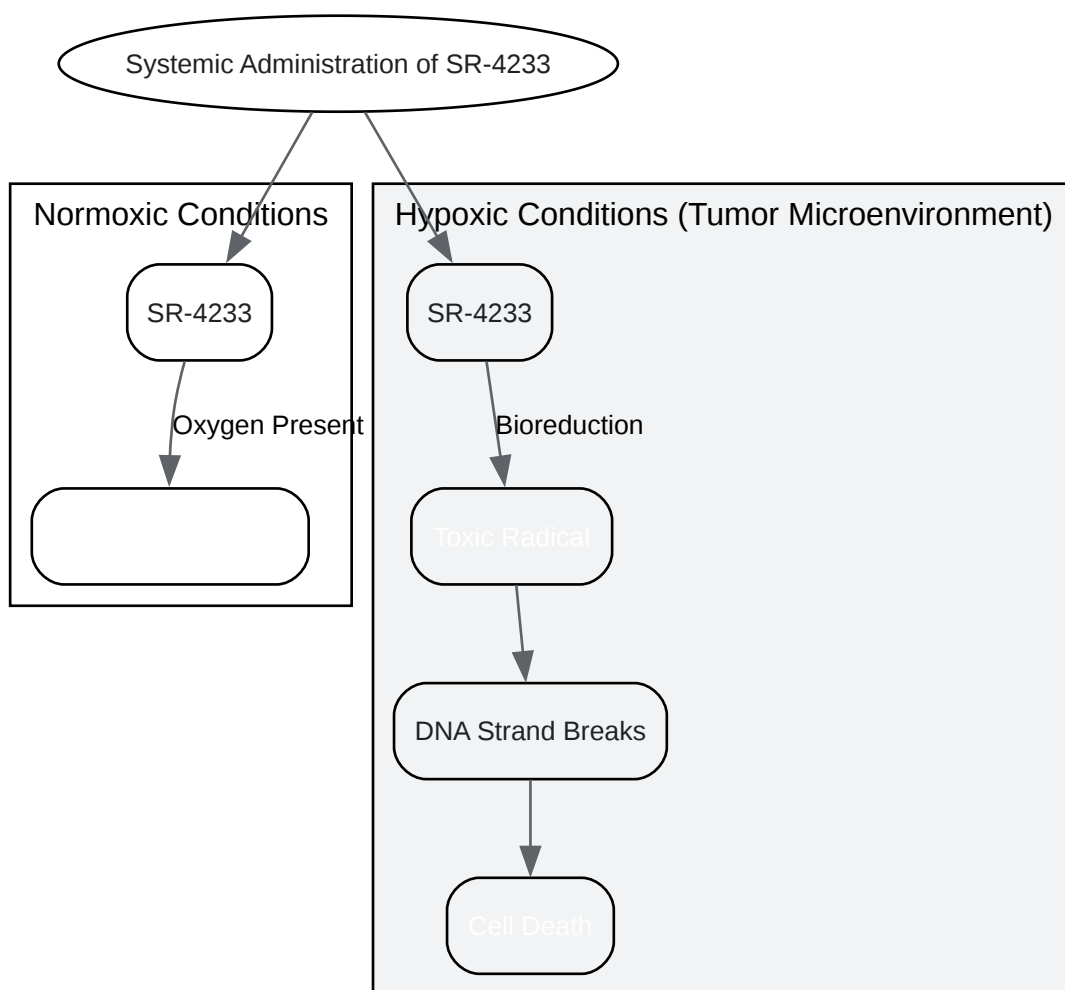 Systemic Administration of SR-4233
Normoxic Conditions
SR-4233
Oxygen Present
Hypoxic Conditions (Tumor Microenvironment)
SR-4233
Bioreduction
Toxic Radical
DNA Strand Breaks
Cell Death